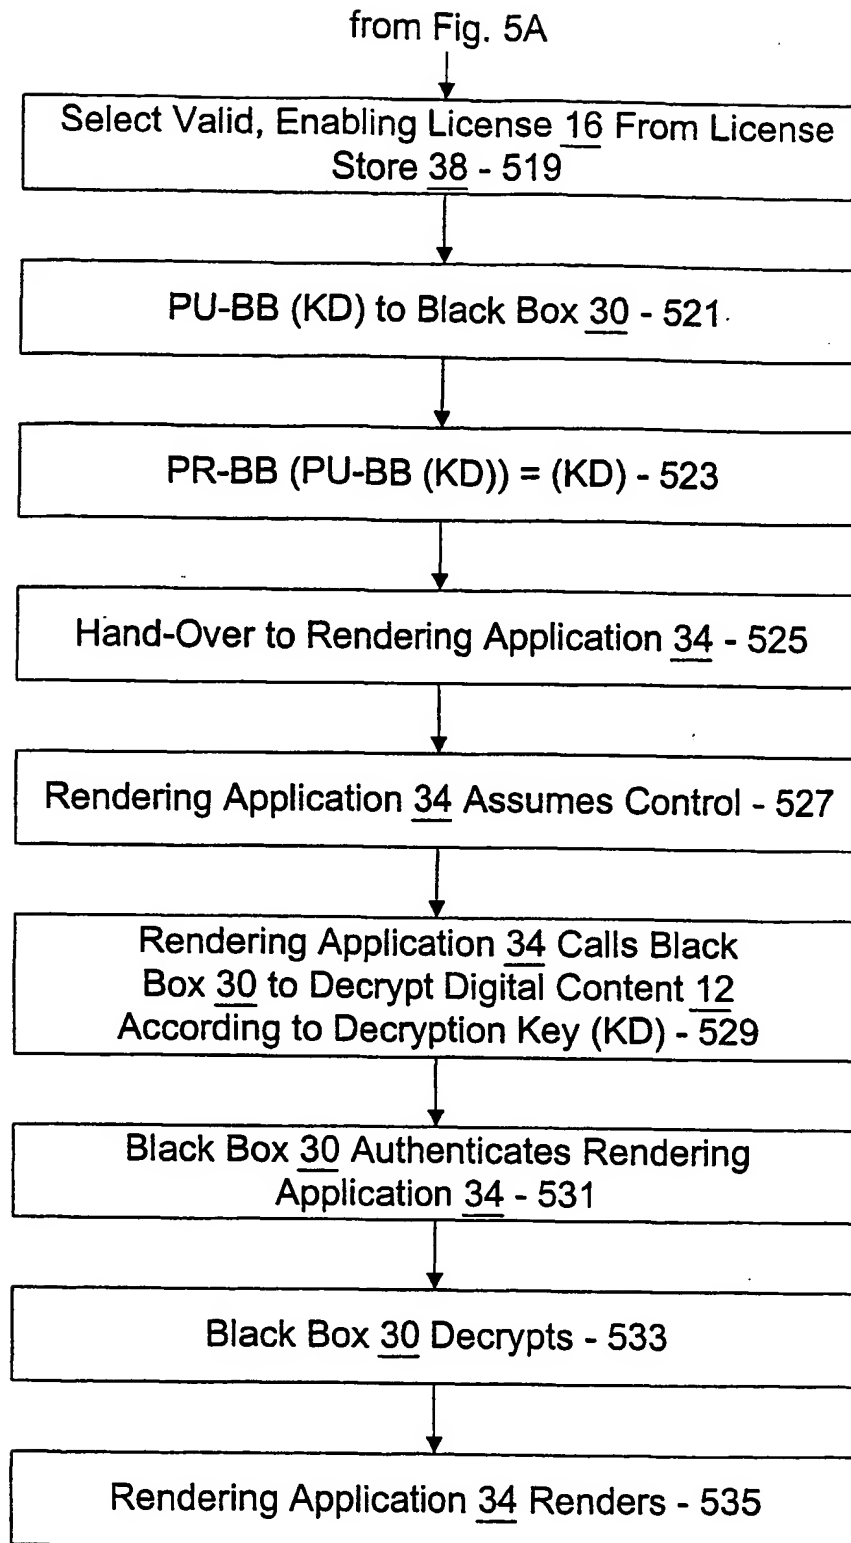 from Fig. 5A
Select Valid, Enabling License 16 From License
Store 38 - 519
PU-BB (KD) to Black Box 30 - 521
PR-BB (PU-BB (KD)) = (KD) - 523
Hand-Over to Rendering Application 34 - 525
Rendering Application 34 Assumes Control - 527
Rendering Application 34 Calls Black
Box 30 to Decrypt Digital Content 12
According to Decryption Key (KD) - 529
Black Box 30 Authenticates Rendering
Application 34 - 531
Black Box 30 Decrypts - 533
Rendering Application 34 Renders - 535